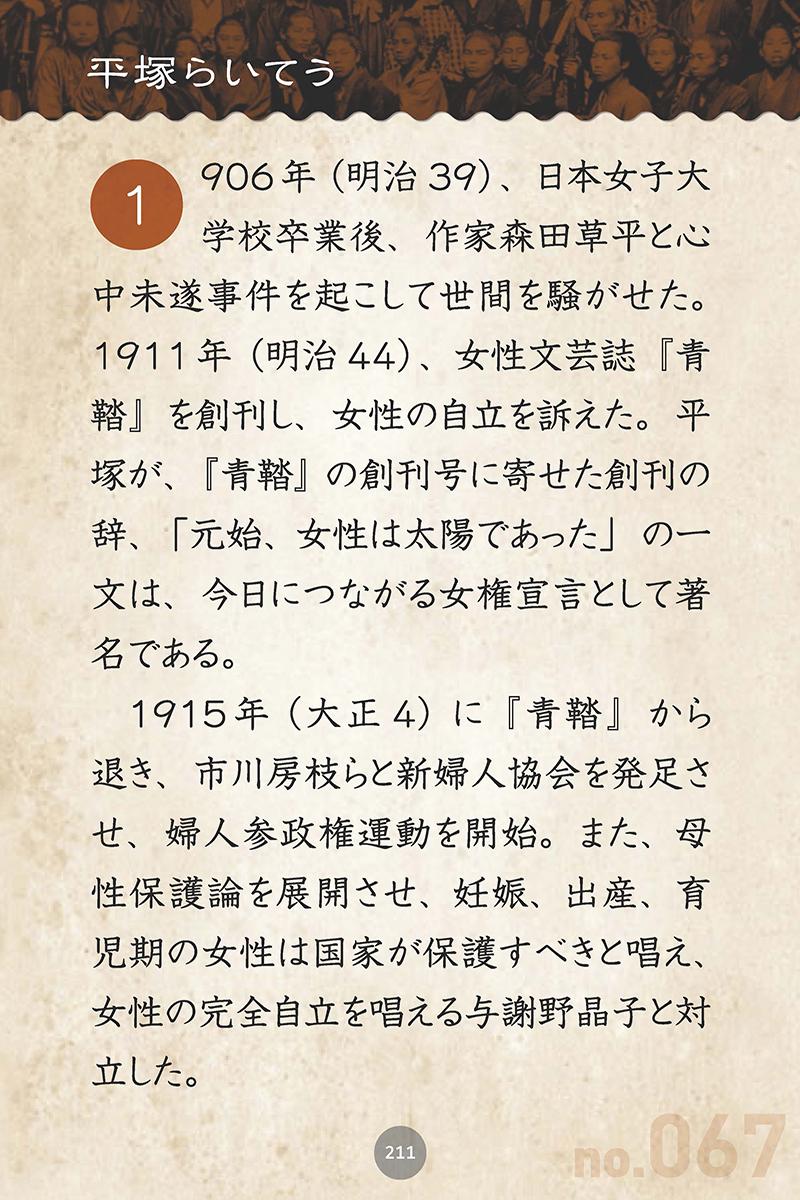 平塚らいてう
1906年（明治39）、日本女子大
学校卒業後、作家森田草平と心
中未遂事件を起こして世間を騒がせた。
1911年（明治44）、女性文芸誌『青
鞜』を創刊し、女性の自立を訴えた。平
塚が、『青鞜』の創刊号に寄せた創刊の
辞、「元始、女性は太陽であった」の一
文は、今日につながる女権宣言として著
名である。
1915年（大正4）に『青鞜』から
退き、市川房枝らと新婦人協会を発足さ
せ、婦人参政権運動を開始。また、母
性保護論を展開させ、妊娠、出産、育
児期の女性は国家が保護すべきと唱え、
女性の完全自立を唱える与謝野晶子と対
立した。
211
no.067